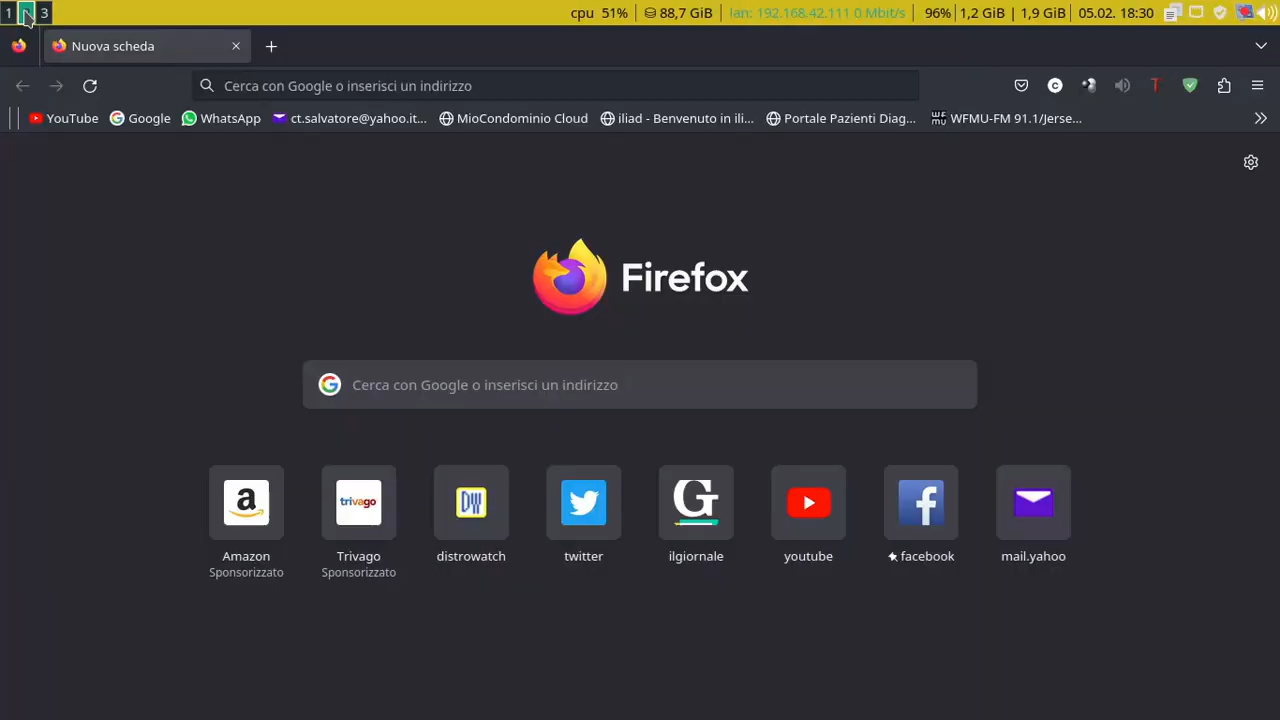 1 3 cpu 51% 88,7 GiB lan: 192.168.42.111 0 Mbit/s 96% 1,2 GiB | 1,9 GiB 05.02. 18:30
Nuova scheda
Cerca con Google o inserisci un indirizzo
YouTube Google WhatsApp ct.salvatore@yahoo.it... MioCondominio Cloud iliad - Benvenuto in ili... Portale Pazienti Diag... WFMU-FM 91.1/Jerse...
Firefox
Cerca con Google o inserisci un indirizzo
Amazon Trivago distrowatch twitter ilgiornale youtube facebook mail.yahoo
Sponsorizzato Sponsorizzato